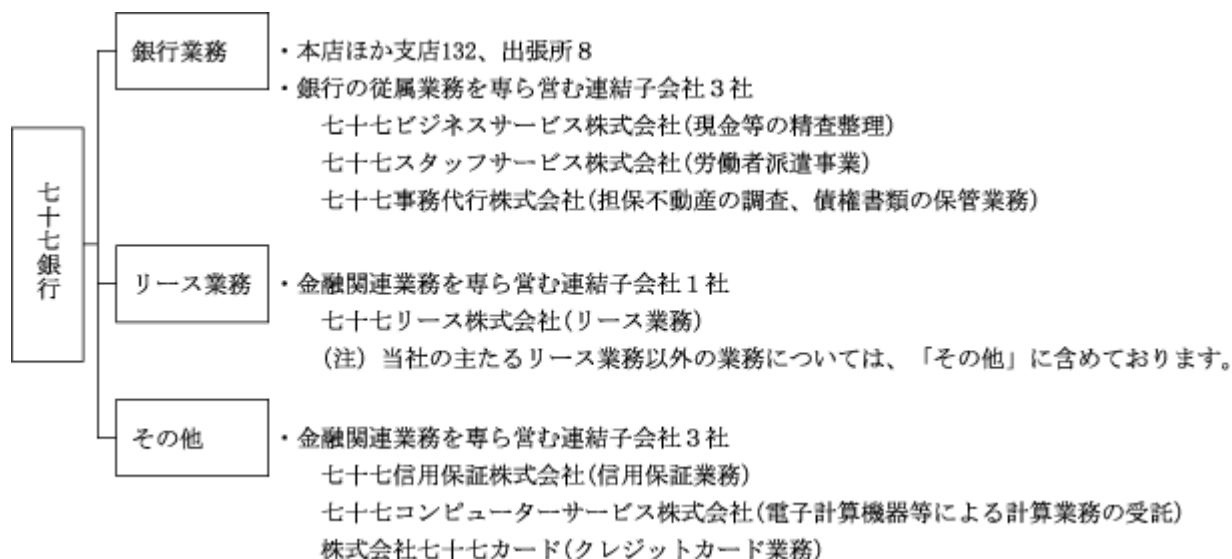 七十七銀行
銀行業務
・本店ほか支店132、出張所8
・銀行の従属業務を専ら営む連結子会社3社
七十七ビジネスサービス株式会社(現金等の精査整理)
七十七スタッフサービス株式会社(労働者派遣事業)
七十七事務代行株式会社(担保不動産の調査、債権書類の保管業務)
リース業務
・金融関連業務を専ら営む連結子会社1社
七十七リース株式会社(リース業務)
(注) 当社の主たるリース業務以外の業務については、「その他」に含めております。
その他
・金融関連業務を専ら営む連結子会社3社
七十七信用保証株式会社(信用保証業務)
七十七コンピューターサービス株式会社(電子計算機器等による計算業務の受託)
株式会社七十七カード(クレジットカード業務)